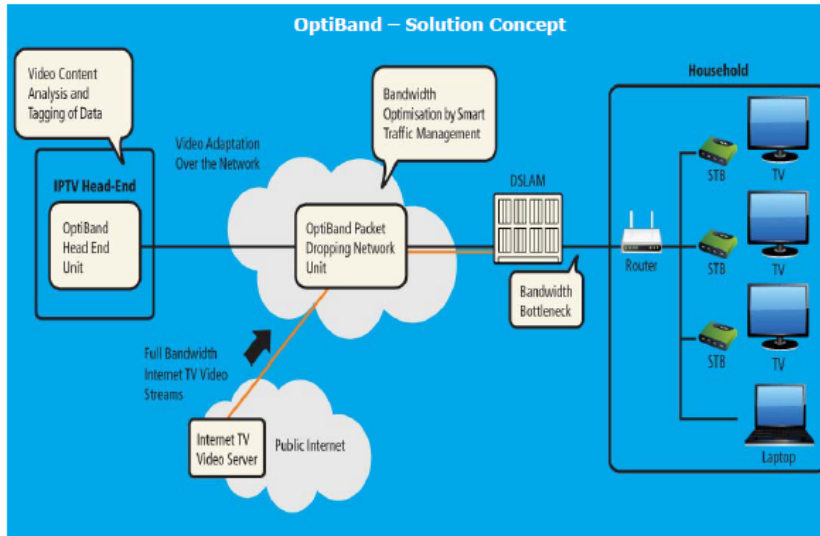 OptiBand – Solution Concept
Video Content
Analysis and
Tagging of Data
IPTV Head-End
OptiBand
Head End
Unit
Video Adaptation
Over the Network
Bandwidth
Optimisation by Smart
Traffic Management
OptiBand Packet
Dropping Network
Unit
Full Bandwidth
Internet TV Video
Streams
Internet TV
Video Server
Public Internet
DSLAM
Bandwidth
Bottleneck
Household
Router
STB
TV
STB
TV
STB
TV
Laptop